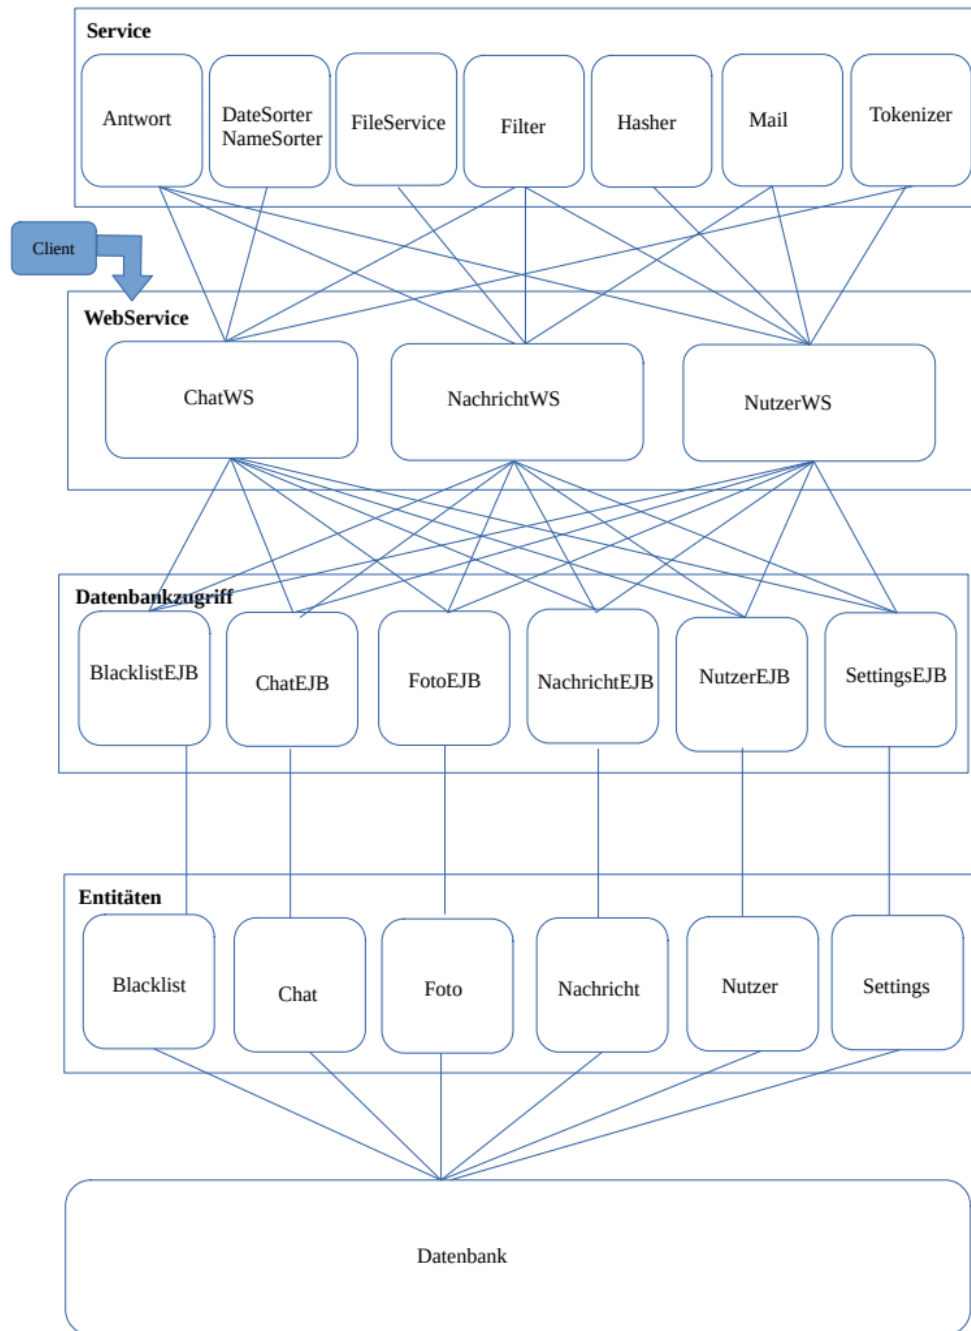 Service
Antwort
DateSorter
NameSorter
FileService
Filter
Hasher
Mail
Tokenizer
Client
WebService
ChatWS
NachrichtWS
NutzerWS
Datenbankzugriff
BlacklistEJB
ChatEJB
FotoEJB
NachrichtEJB
NutzerEJB
SettingsEJB
Entitäten
Blacklist
Chat
Foto
Nachricht
Nutzer
Settings
Datenbank